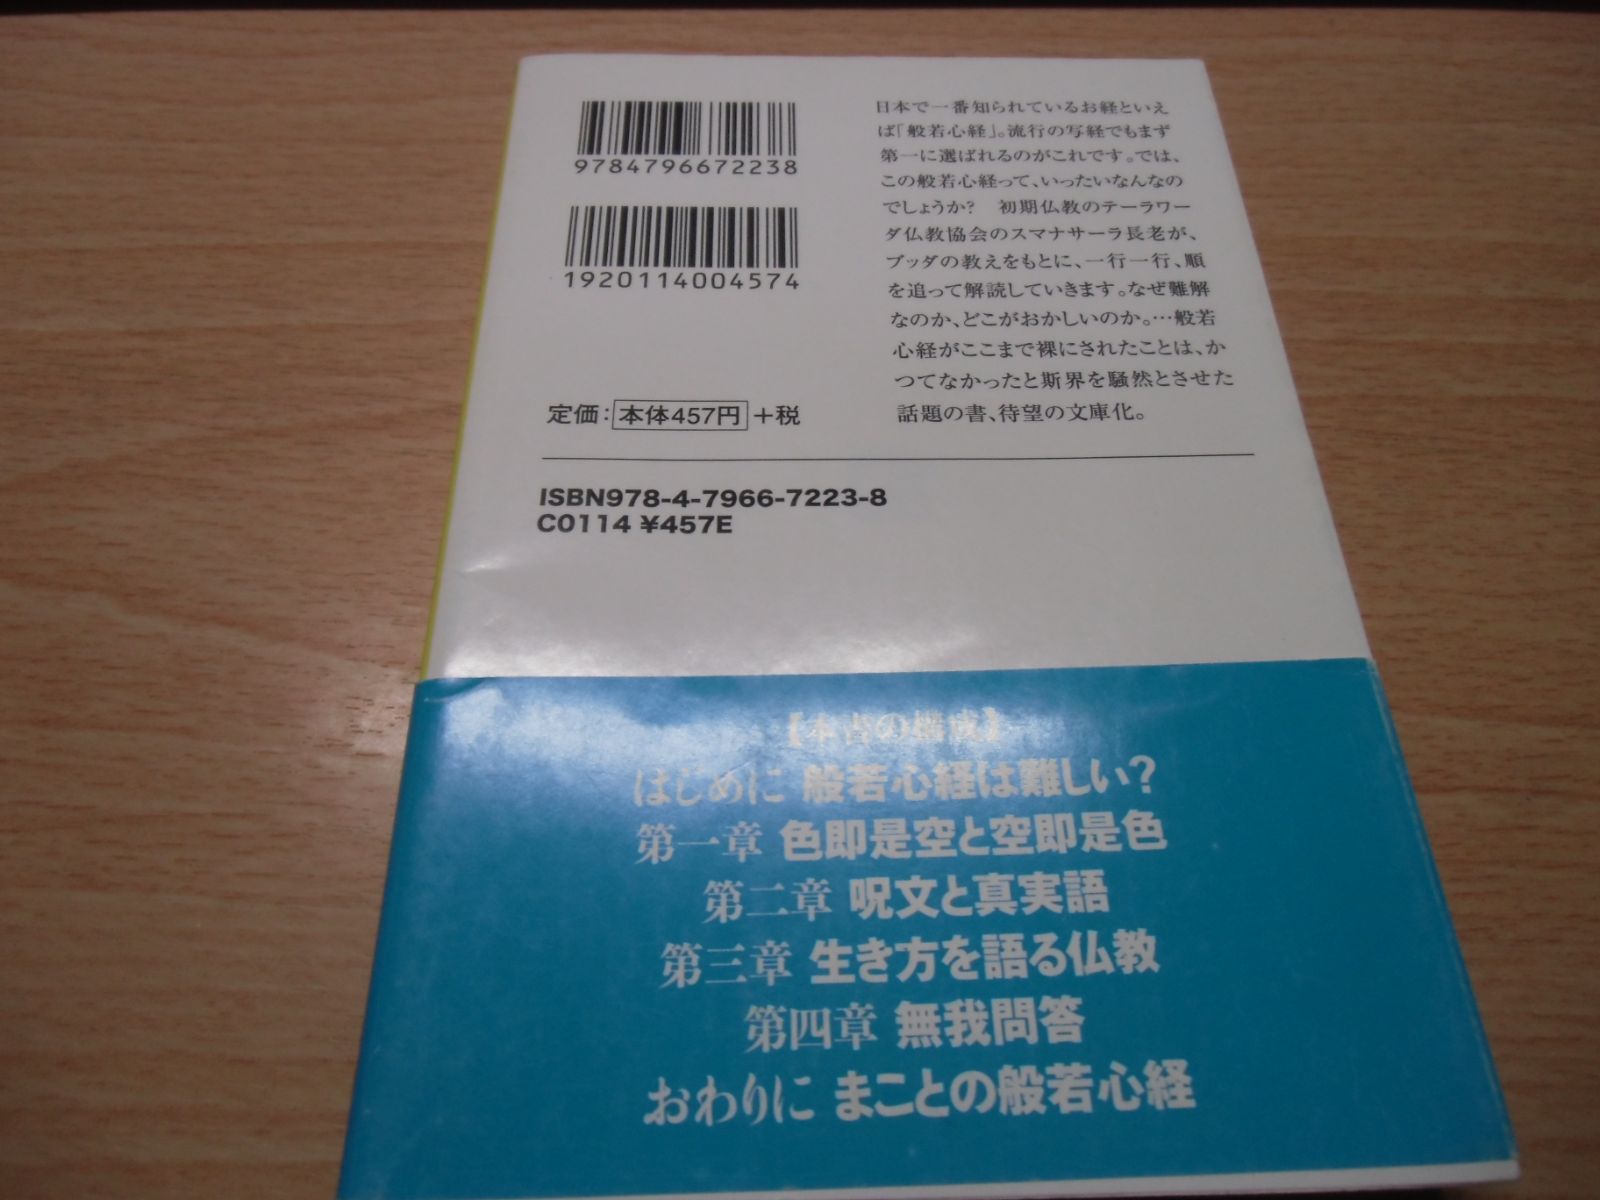 9784796672238
1920114004574
定価：本体457円＋税
日本で一番知られているお経といえ
ば「般若心経」。流行の写経でもまず
第一に選ばれるのがこれです。では、
この般若心経って、いったいなんなの
でしょうか？　初期仏教のテーラワー
ダ仏教協会のスマナサーラ長老が、
ブッダの教えをもとに、一行一行、順
を追って解読していきます。なぜ難解
なのか、どこがおかしいのか。…般若
心経がここまで裸にされたことは、か
つてなかったと斯界を騒然とさせた
話題の書、待望の文庫化。
ISBN978-4-7966-7223-8
C0114 ¥457E
【本書の構成】
はじめに 般若心経は難しい？
第一章 色即是空と空即是色
第二章 呪文と真実語
第三章 生き方を語る仏教
第四章 無我問答
おわりに まことの般若心経